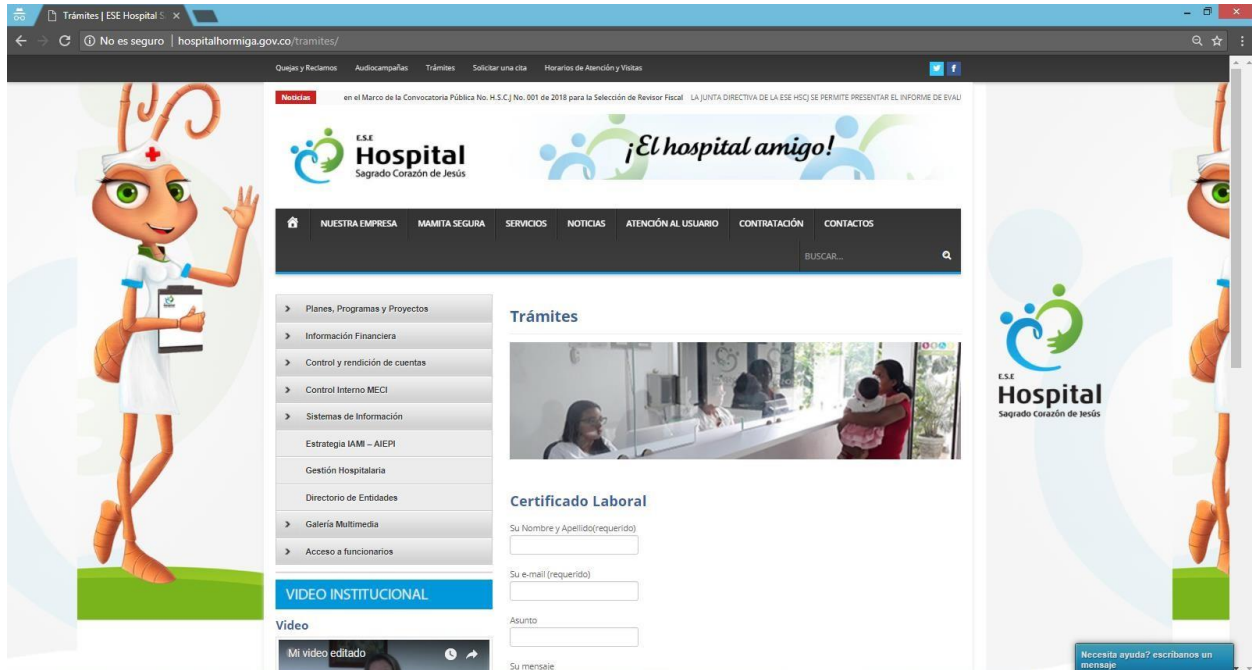 Trámites | ESE Hospital S
No es seguro | hospitalhormiga.gov.co/tramites/
Quejas y Reclamos Audiocampañas Trámites Solicitar una cita Horarios de Atención y Visitas
Noticias en el Marco de la Convocatoria Pública No. H.S.C.J No. 001 de 2018 para la Selección de Revisor Fiscal LA JUNTA DIRECTIVA DE LA ESE HSCJ SE PERMITE PRESENTAR EL INFORME DE EVAL
E.S.E
Hospital
Sagrado Corazón de Jesús
¡El hospital amigo!
NUESTRA EMPRESA MAMITA SEGURA SERVICIOS NOTICIAS ATENCIÓN AL USUARIO CONTRATACIÓN CONTACTOS
BUSCAR...
Planes, Programas y Proyectos
Información Financiera
Control y rendición de cuentas
Control Interno MECI
Sistemas de Información
Estrategia IAMI – AIEPI
Gestión Hospitalaria
Directorio de Entidades
Galería Multimedia
Acceso a funcionarios
VIDEO INSTITUCIONAL
Video
Mi video editado
Trámites
Certificado Laboral
Su Nombre y Apellido(requerido)
Su e-mail (requerido)
Asunto
Su mensaje
E.S.E
Hospital
Sagrado Corazón de Jesús
Necesita ayuda? escríbanos un
mensaje